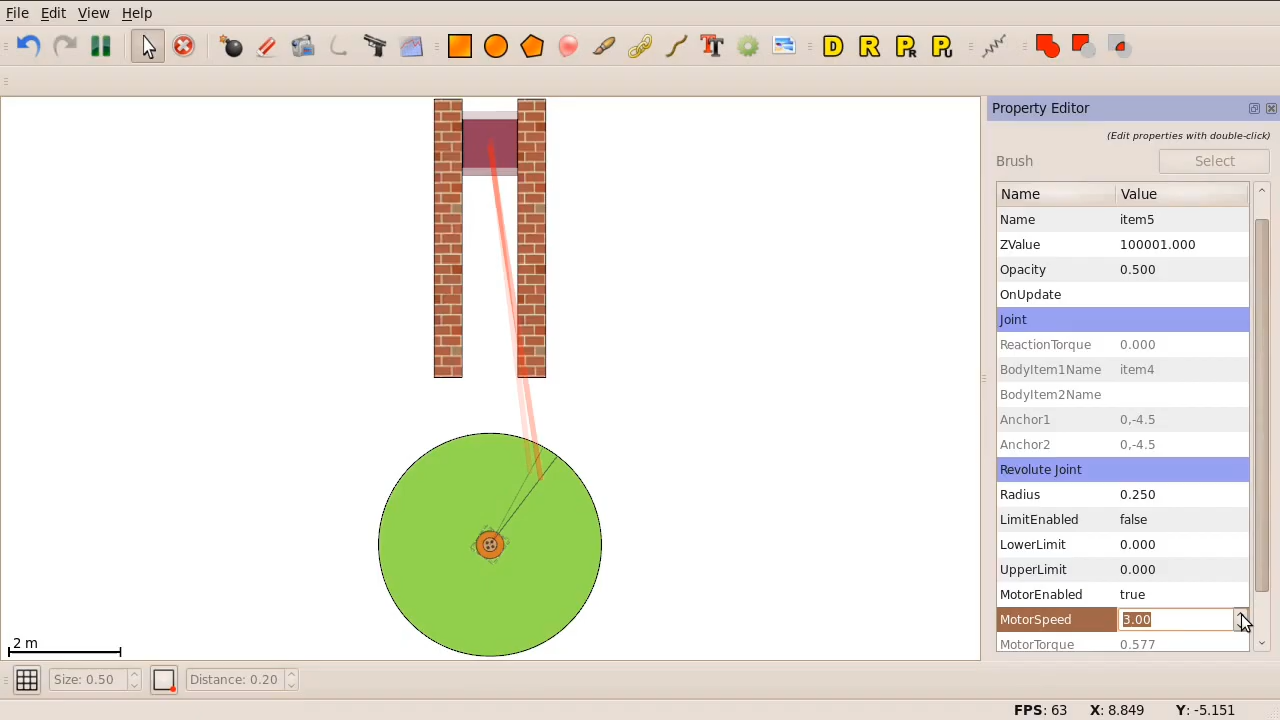 File Edit View Help
T T
D R PR PU
Property Editor
(Edit properties with double-click)
Brush Select
Name Value
Name item5
ZValue 100001.000
Opacity 0.500
OnUpdate
Joint
ReactionTorque 0.000
BodyItem1Name item4
BodyItem2Name
Anchor1 0,-4.5
Anchor2 0,-4.5
Revolute Joint
Radius 0.250
LimitEnabled false
LowerLimit 0.000
UpperLimit 0.000
MotorEnabled true
MotorSpeed 3.00
MotorTorque 0.577
2 m
Size: 0.50 Distance: 0.20
FPS: 63 X: 8.849 Y: -5.151